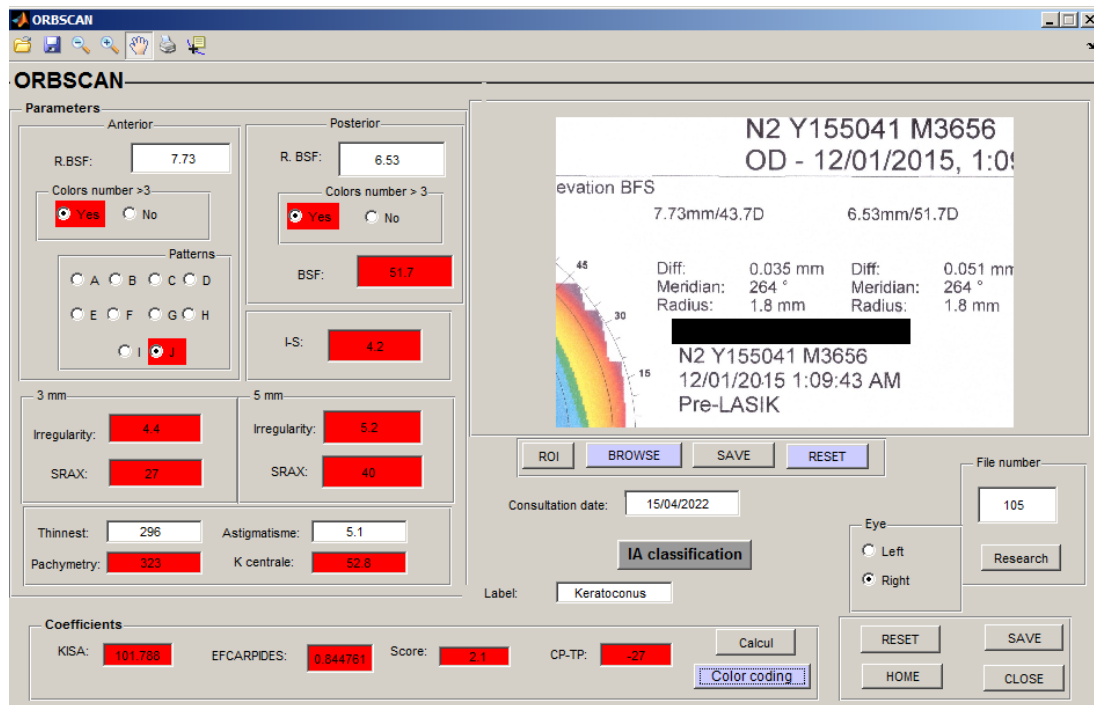 ORBSCAN
ORBSCAN
Parameters
Anterior
R.BSF: 7.73
Colors number >3
Yes No
Patterns
A B C D
E F G H
I J
Posterior
R. BSF: 6.53
Colors number > 3
Yes No
BSF: 51.7
I-S: 4.2
3 mm
Irregularity: 4.4
SRAX: 27
5 mm
Irregularity: 5.2
SRAX: 40
Thinnest: 296 Astigmatisme: 5.1
Pachymetry: 323 K centrale: 52.8
N2 Y155041 M3656
OD - 12/01/2015, 1:09
evation BFS
7.73mm/43.7D 6.53mm/51.7D
45
Diff: 0.035 mm Diff: 0.051 mm
Meridian: 264 ° Meridian: 264 °
Radius: 1.8 mm Radius: 1.8 mm
30
N2 Y155041 M3656
15
12/01/2015 1:09:43 AM
Pre-LASIK
ROI BROWSE SAVE RESET
Consultation date: 15/04/2022
IA classification
Label: Keratoconus
File number
105
Research
Eye
Left
Right
Coefficients
KISA: 101.788 EFCARPIDES: 0.844761 Score: 2.1 CP-TP: -27
Calcul
Color coding
RESET SAVE
HOME CLOSE